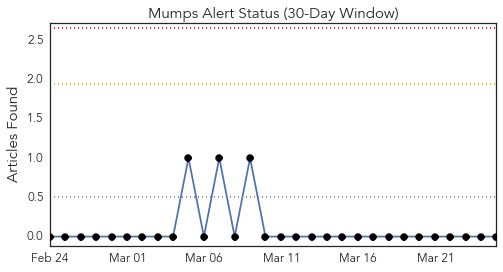 Mumps Alert Status (30-Day Window)
Articles Found
2.5
2.0
1.5
1.0
0.5
0.0
Feb 24 Mar 01 Mar 06 Mar 11 Mar 16 Mar 21